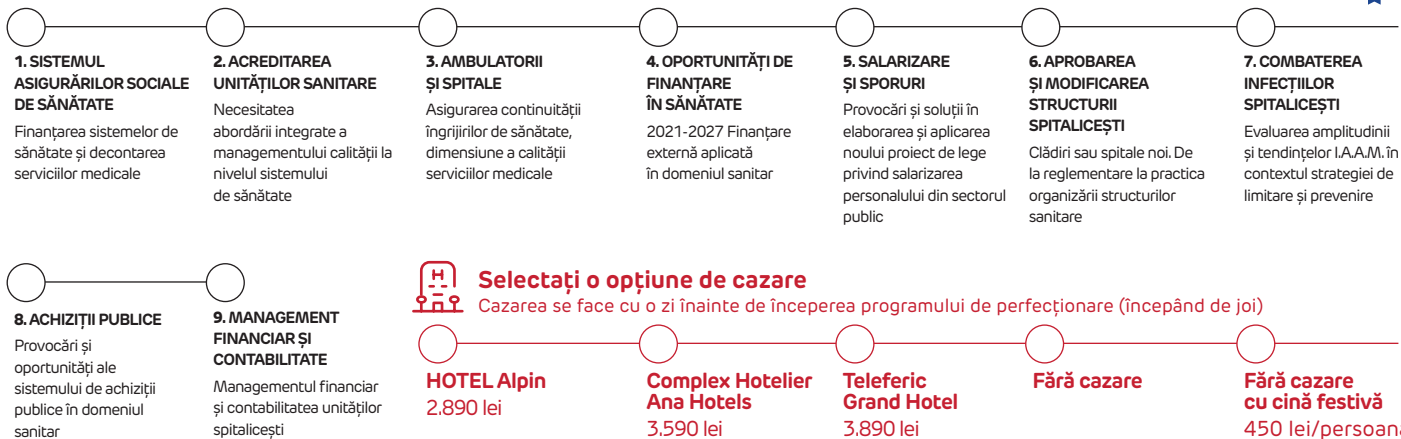 1. SISTEMUL
ASIGURĂRILOR SOCIALE
DE SĂNĂTATE
Finanțarea sistemelor de
sănătate și decontarea
serviciilor medicale
2. ACREDITAREA
UNITĂȚILOR SANITARE
Necesitatea
abordării integrate a
managementului calității la
nivelul sistemului
de sănătate
3. AMBULATORII
ȘI SPITALE
Asigurarea continuității
îngrijirilor de sănătate,
dimensiune a calității
serviciilor medicale
4. OPORTUNITĂȚI DE
FINANȚARE
ÎN SĂNĂTATE
2021-2027 Finanțare
externă aplicată
în domeniul sanitar
5. SALARIZARE
ȘI SPORURI
Provocări și soluții în
elaborarea și aplicarea
noului proiect de lege
privind salarizarea
personalului din sectorul
public
6. APROBAREA
ȘI MODIFICAREA
STRUCTURII
SPITALICEȘTI
Clădiri sau spitale noi. De
la reglementare la practica
organizării structurilor
sanitare
7. COMBATEREA
INFECȚIILOR
SPITALICEȘTI
Evaluarea amplitudinii
și tendințelor I.A.A.M. în
contextul strategiei de
limitare și prevenire
8. ACHIZIȚII PUBLICE
Provocări și
oportunități ale
sistemului de achiziții
publice în domeniul
sanitar
9. MANAGEMENT
FINANCIAR ȘI
CONTABILITATE
Managementul financiar
și contabilitatea unităților
spitalicești
H
Selectați o opțiune de cazare
Cazarea se face cu o zi înainte de începerea programului de perfecționare (începând de joi)
HOTEL Alpin
2.890 lei
Complex Hotelier
Ana Hotels
3.590 lei
Teleferic
Grand Hotel
3.890 lei
Fără cazare
Fără cazare
cu cină festivă
450 lei/persoană